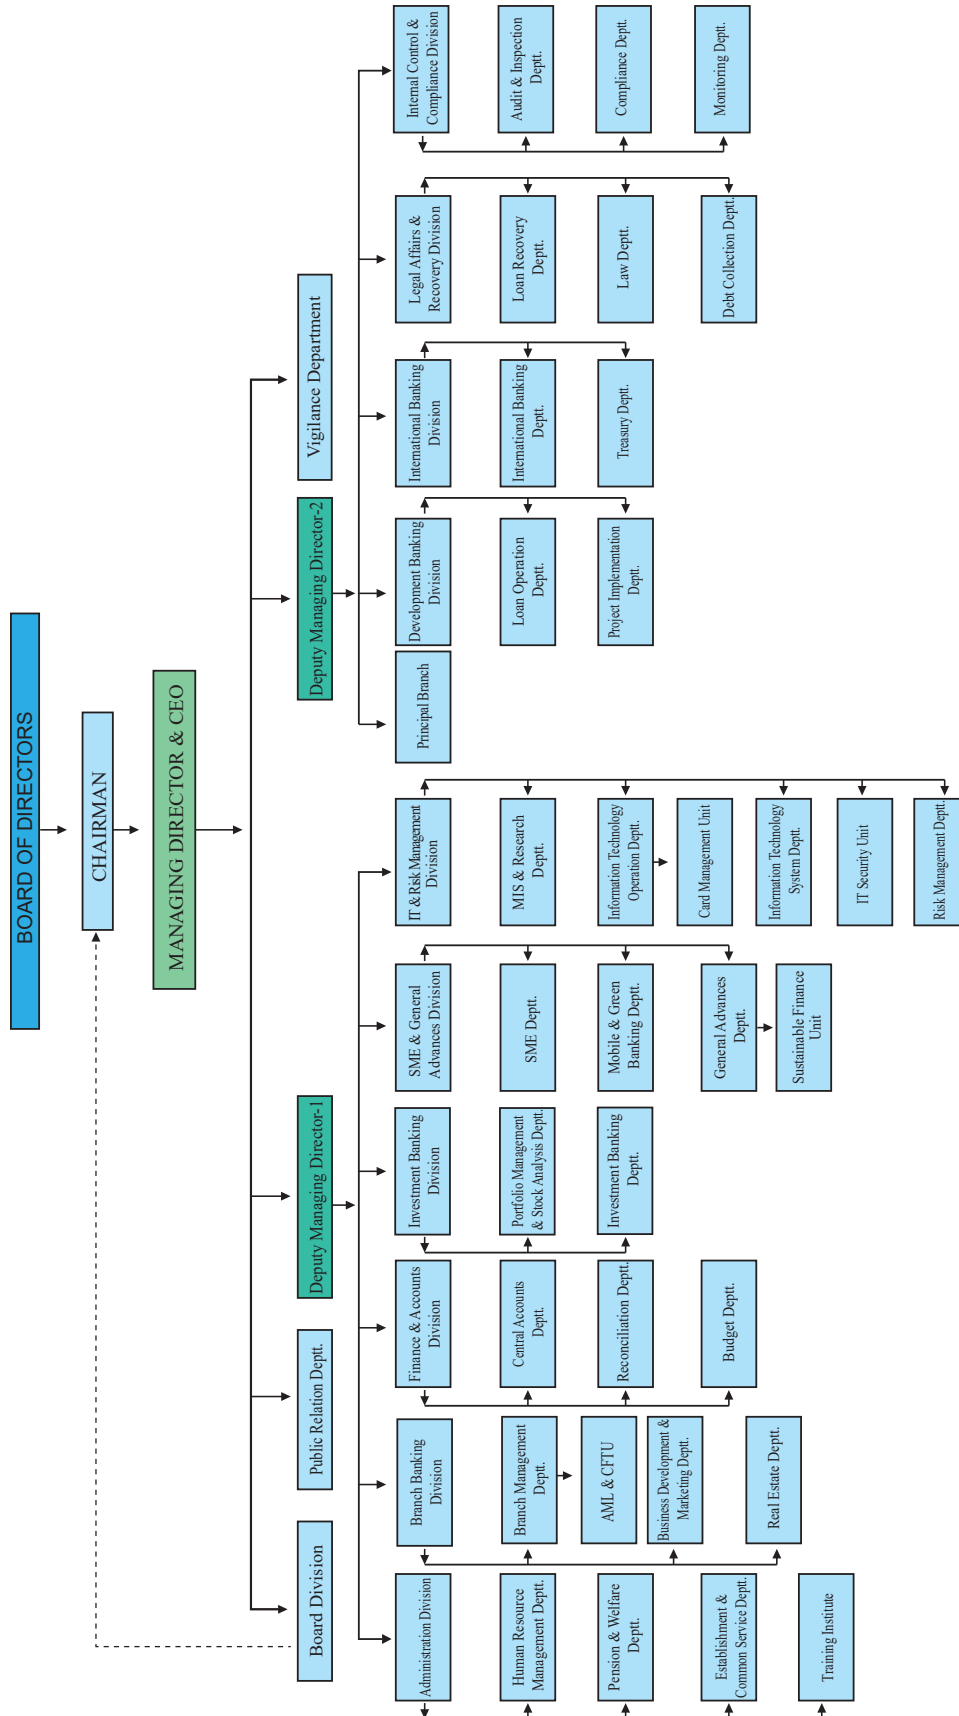 BOARD OF DIRECTORS
CHAIRMAN
MANAGING DIRECTOR & CEO
Board Division
Public Relation Deptt.
Deputy Managing Director-1
Deputy Managing Director-2
Vigilance Department
Administration Division
Human Resource
Management Deptt.
Pension & Welfare
Deptt.
Establishment &
Common Service Deptt.
Training Institute
Branch Banking
Division
Branch Management
Deptt.
AML & CFTU
Business Development &
Marketing Deptt.
Real Estate Deptt.
Finance & Accounts
Division
Central Accounts
Deptt.
Reconciliation Deptt.
Budget Deptt.
Investment Banking
Division
Portfolio Management
& Stock Analysis Deptt.
Investment Banking
Deptt.
SME & General
Advances Division
SME Deptt.
Mobile & Green
Banking Deptt.
General Advances
Deptt.
Sustainable Finance
Unit
IT & Risk Management
Division
MIS & Research
Deptt.
Information Technology
Operation Deptt.
Card Management Unit
Information Technology
System Deptt.
IT Security Unit
Risk Management Deptt.
Principal Branch
Development Banking
Division
Loan Operation
Deptt.
Project Implementation
Deptt.
International Banking
Division
International Banking
Deptt.
Treasury Deptt.
Legal Affairs &
Recovery Division
Loan Recovery
Deptt.
Law Deptt.
Debt Collection Deptt.
Internal Control &
Compliance Division
Audit & Inspection
Deptt.
Compliance Deptt.
Monitoring Deptt.